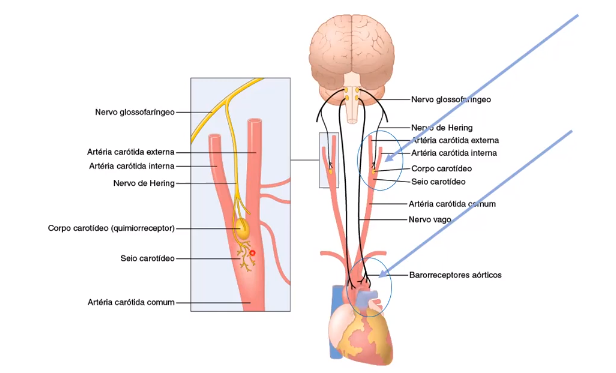 Nervo glossofaríngeo
Artéria carótida externa
Artéria carótida interna
Nervo de Hering
Corpo carotídeo (quimiorreceptor)
Seio carotídeo
Artéria carótida comum
Nervo glossofaríngeo
Nervo de Hering
Artéria carótida externa
Artéria carótida interna
Corpo carotídeo
Seio carotídeo
Artéria carótida comum
Nervo vago
Barorreceptores aórticos